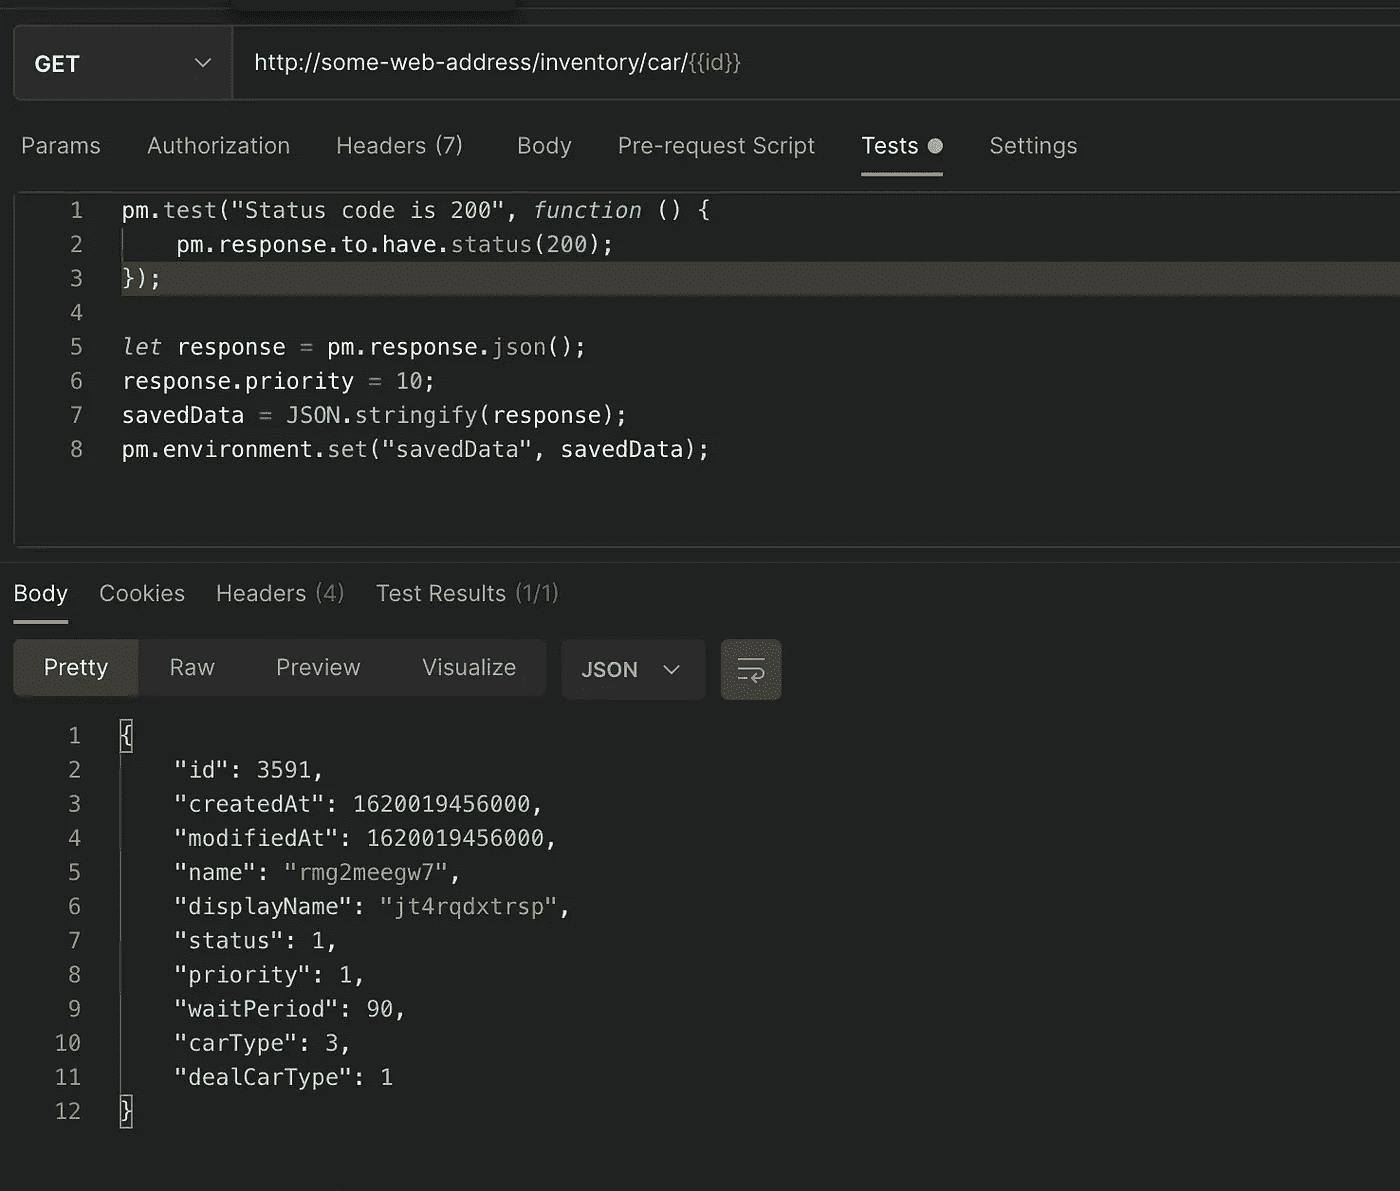 GET http://some-web-address/inventory/car/{{id}}
Params Authorization Headers (7) Body Pre-request Script Tests Settings
1 pm.test("Status code is 200", function () {
2     pm.response.to.have.status(200);
3 });
4
5 let response = pm.response.json();
6 response.priority = 10;
7 savedData = JSON.stringify(response);
8 pm.environment.set("savedData", savedData);
Body Cookies Headers (4) Test Results (1/1)
Pretty Raw Preview Visualize JSON
1 {
2     "id": 3591,
3     "createdAt": 1620019456000,
4     "modifiedAt": 1620019456000,
5     "name": "rmg2meegw7",
6     "displayName": "jt4rqdxtrsp",
7     "status": 1,
8     "priority": 1,
9     "waitPeriod": 90,
10     "carType": 3,
11     "dealCarType": 1
12 }